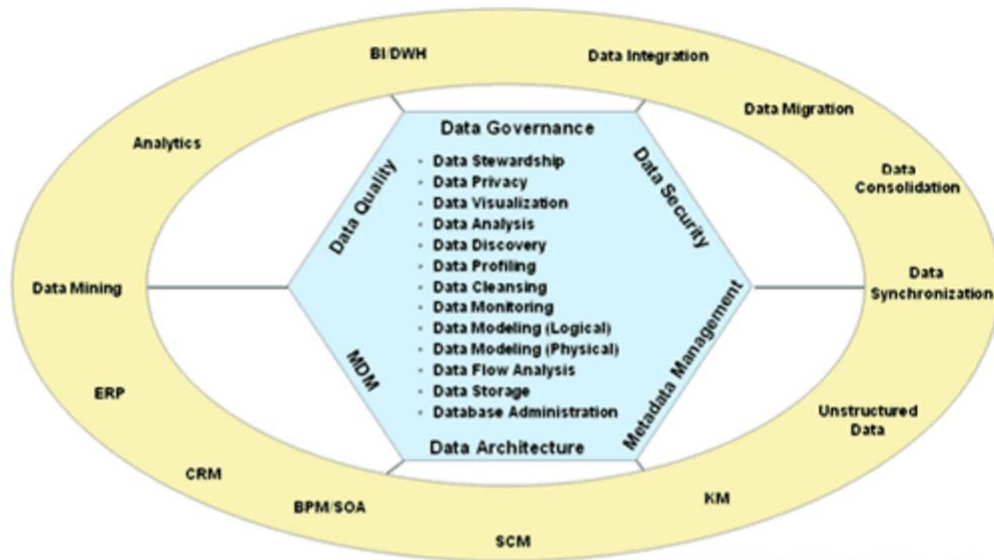 BI/DWH
Data Integration
Data Migration
Analytics
Data
Consolidation
Data Mining
Data
Synchronization
ERP
Unstructured
Data
CRM
KM
BPM/SOA
SCM
Data Governance
Data Quality
Data Security
- Data Stewardship
- Data Privacy
- Data Visualization
- Data Analysis
- Data Discovery
- Data Profiling
- Data Cleansing
- Data Monitoring
- Data Modeling (Logical)
- Data Modeling (Physical)
- Data Flow Analysis
- Data Storage
- Database Administration
MDM
Metadata Management
Data Architecture